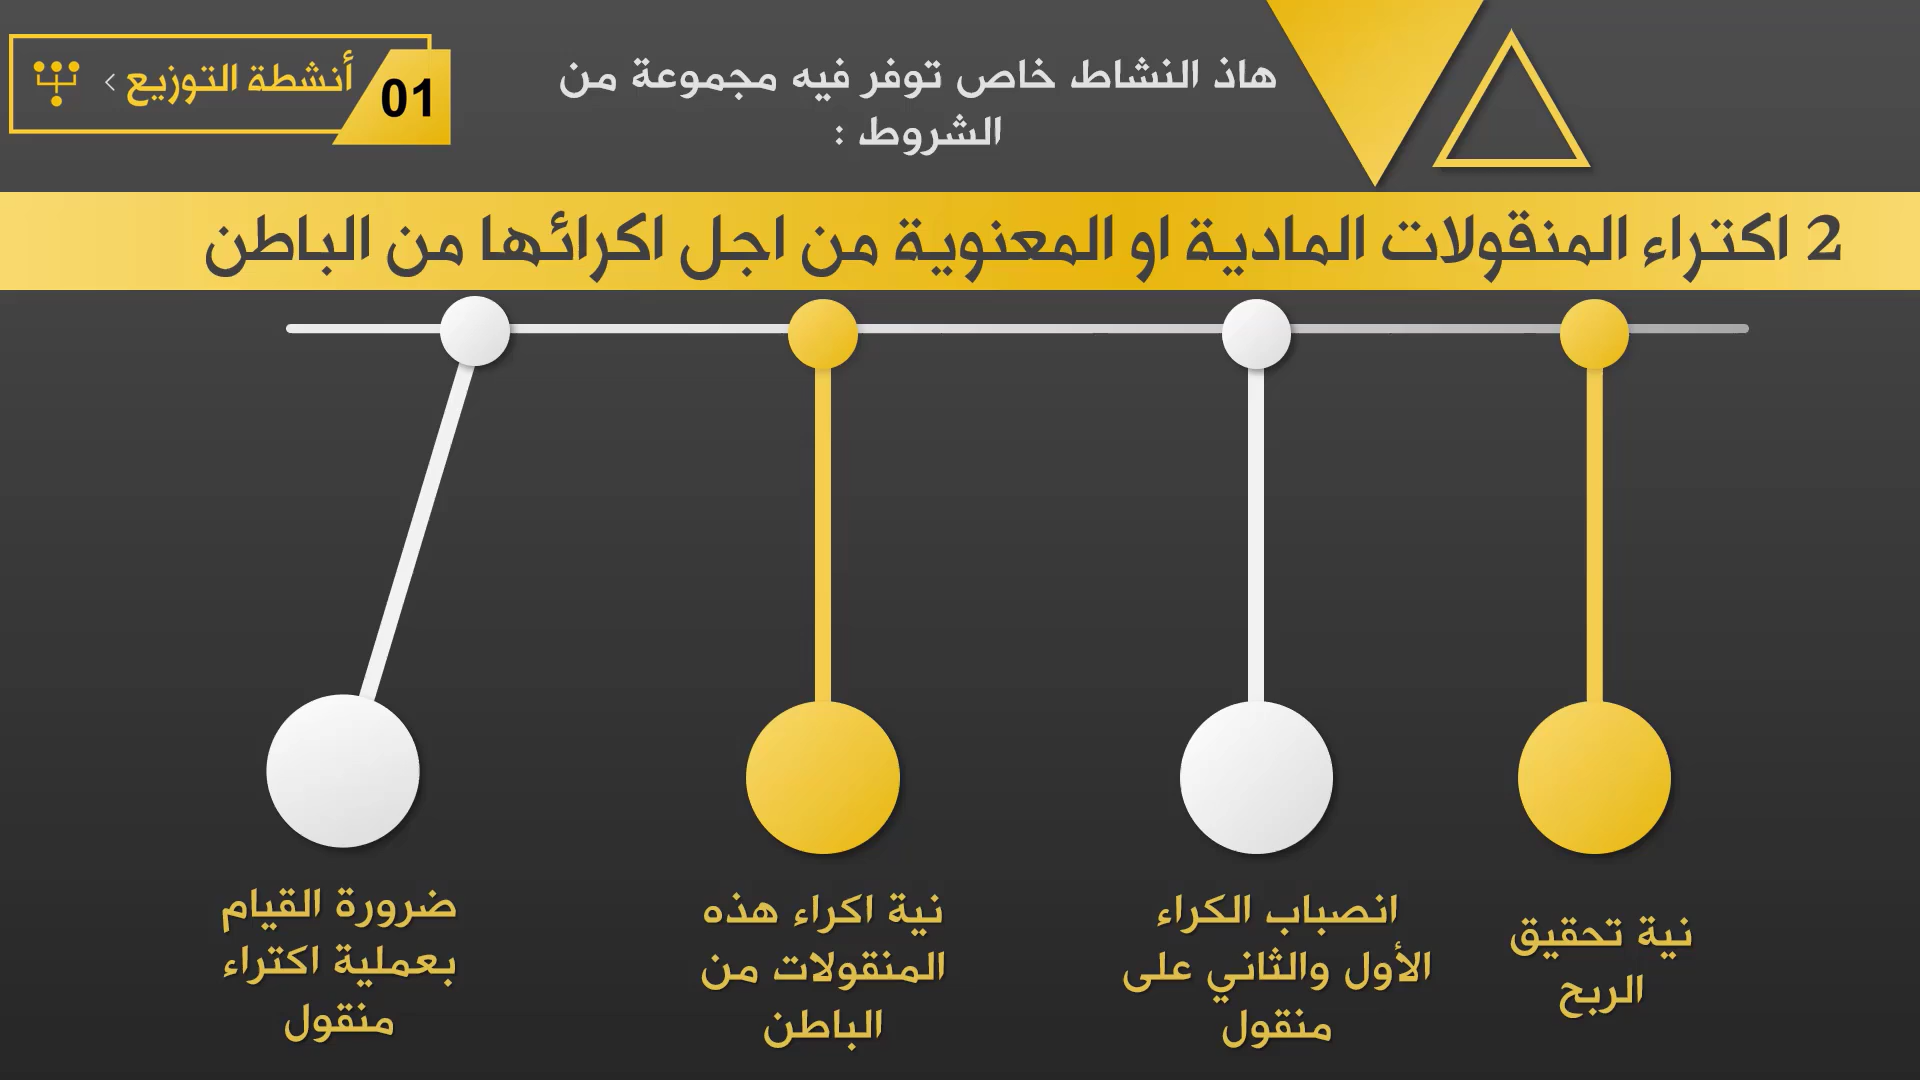 هاذ النشاط خاص توفر فيه مجموعة من
الشروط :
01
أنشطة التوزيع ›
2 اكتراء المنقولات المادية او المعنوية من اجل اكرائها من الباطن
نية تحقيق
الربح
انصباب الكراء
الأول والثاني على
منقول
نية اكراء هذه
المنقولات من
الباطن
ضرورة القيام
بعملية اكتراء
منقول